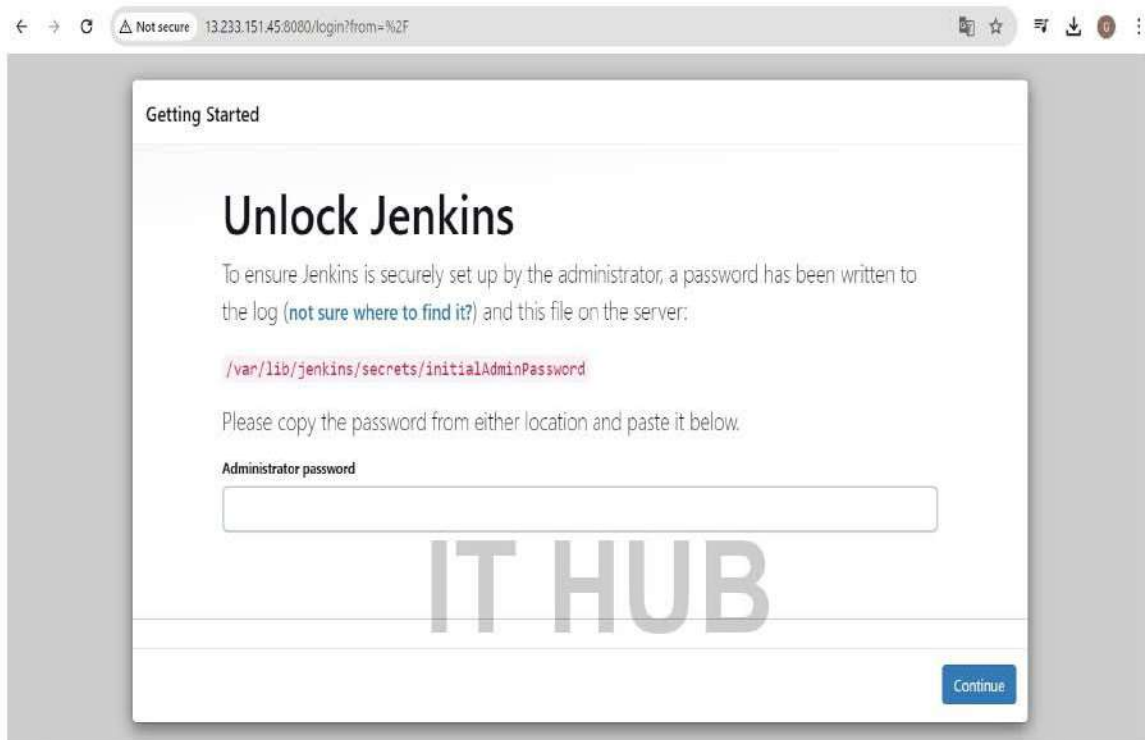 Not secure 13.233.151.45:8080/login?from=%2F
G
Getting Started
Unlock Jenkins
To ensure Jenkins is securely set up by the administrator, a password has been written to
the log (not sure where to find it?) and this file on the server:
/var/lib/jenkins/secrets/initialAdminPassword
Please copy the password from either location and paste it below.
Administrator password
IT HUB
Continue